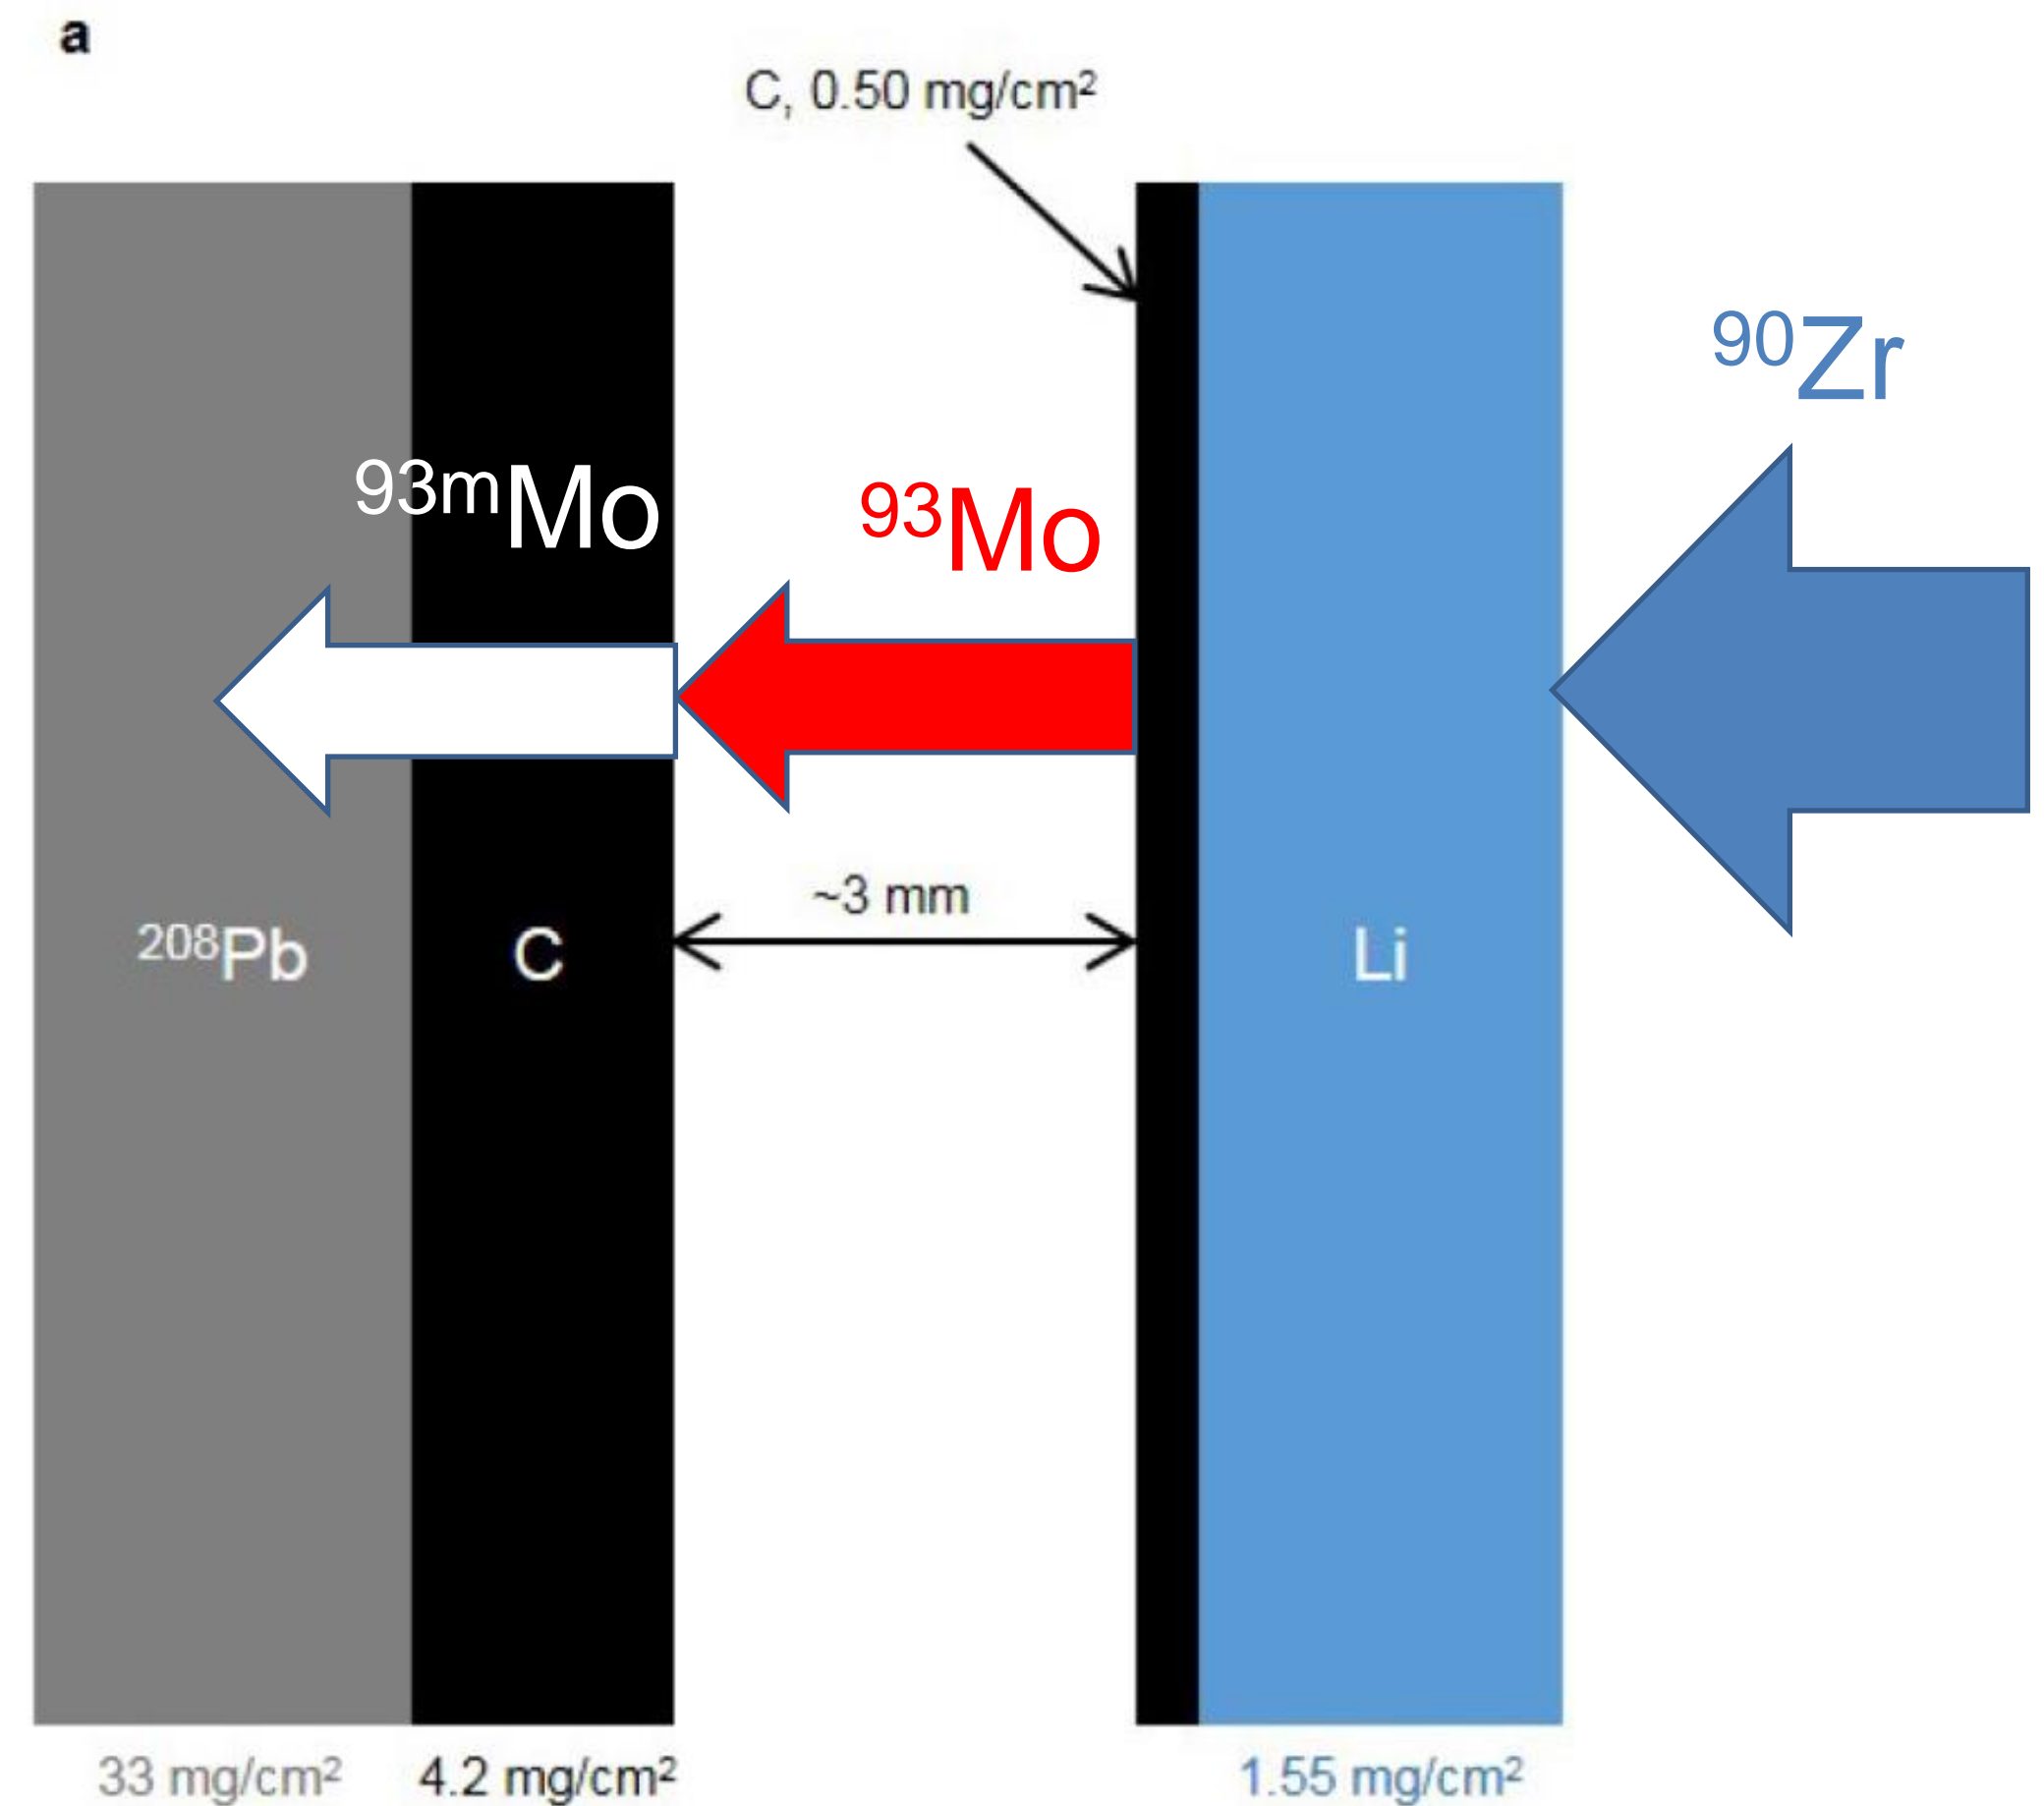 a
C, 0.50 mg/cm²
⁹⁰Zr
⁹³ᵐMo
⁹³Mo
~3 mm
²⁰⁸Pb
C
Li
33 mg/cm²
4.2 mg/cm²
1.55 mg/cm²